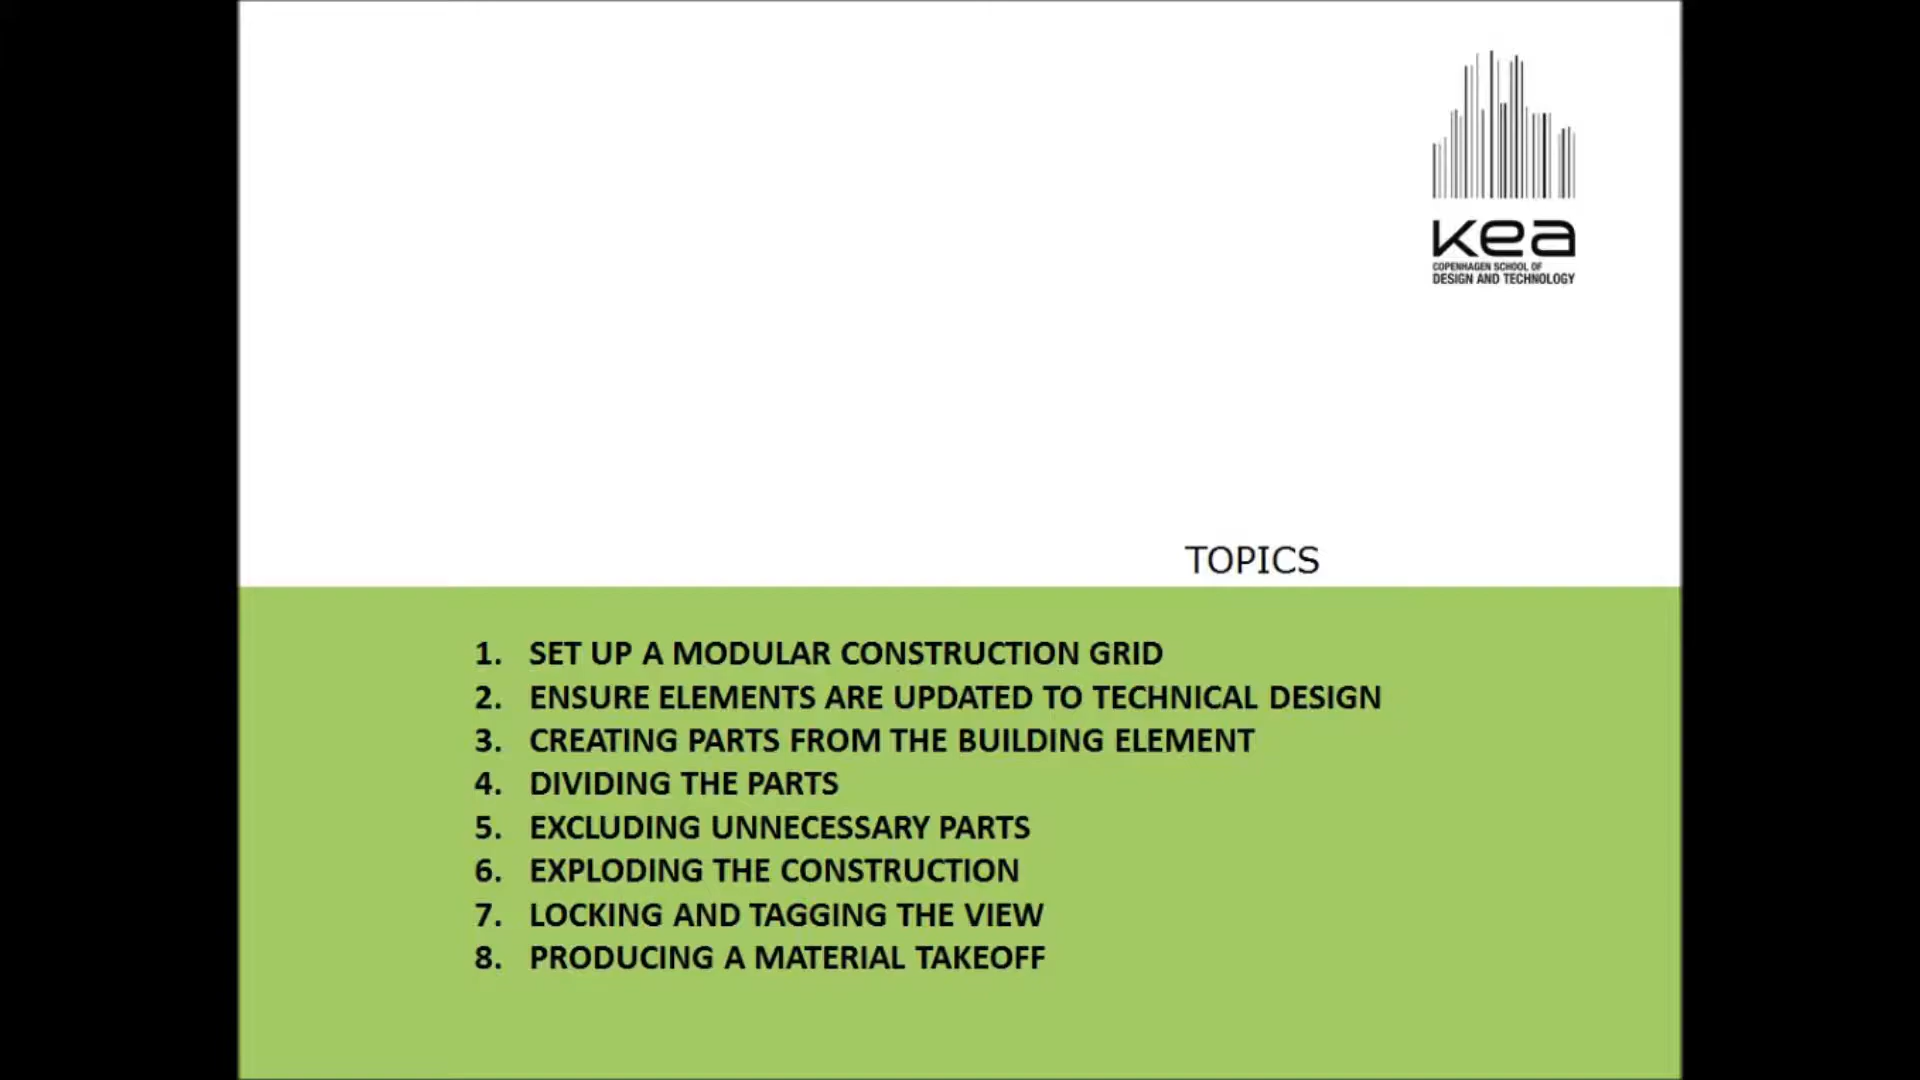 kea
COPENHAGEN SCHOOL OF
DESIGN AND TECHNOLOGY
TOPICS
1. SET UP A MODULAR CONSTRUCTION GRID
2. ENSURE ELEMENTS ARE UPDATED TO TECHNICAL DESIGN
3. CREATING PARTS FROM THE BUILDING ELEMENT
4. DIVIDING THE PARTS
5. EXCLUDING UNNECESSARY PARTS
6. EXPLODING THE CONSTRUCTION
7. LOCKING AND TAGGING THE VIEW
8. PRODUCING A MATERIAL TAKEOFF